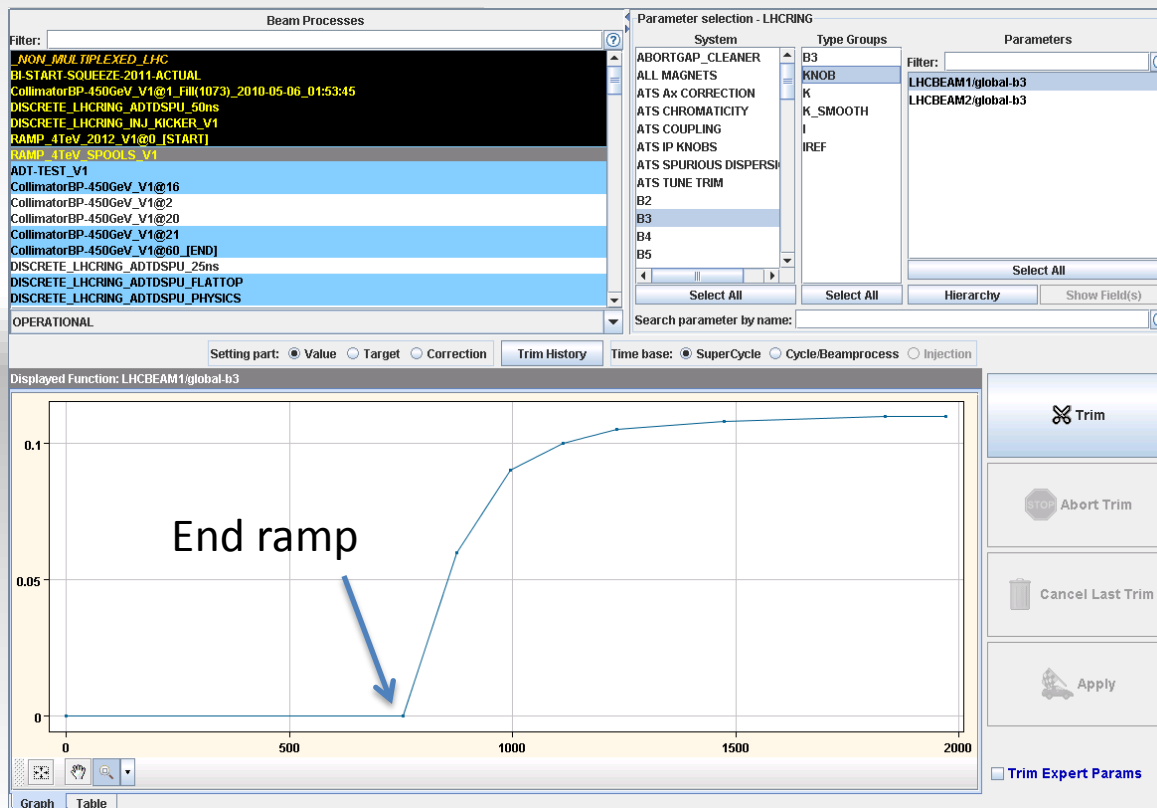 Beam Processes
Filter:
_NON_MULTIPLEXED_LHC
BI-START-SQUEEZE-2011-ACTUAL
CollimatorBP-450GeV_V1@1_Fill(1073)_2010-05-06_01:53:45
DISCRETE_LHCRING_ADTDSPU_50ns
DISCRETE_LHCRING_INJ_KICKER_V1
RAMP_4TeV_2012_V1@0_[START]
RAMP_4TeV_SPOOLS_V1
ADT-TEST_V1
CollimatorBP-450GeV_V1@16
CollimatorBP-450GeV_V1@2
CollimatorBP-450GeV_V1@20
CollimatorBP-450GeV_V1@21
CollimatorBP-450GeV_V1@60_[END]
DISCRETE_LHCRING_ADTDSPU_25ns
DISCRETE_LHCRING_ADTDSPU_FLATTOP
DISCRETE_LHCRING_ADTDSPU_PHYSICS
OPERATIONAL
Parameter selection - LHCRING
System
ABORTGAP_CLEANER
ALL MAGNETS
ATS Ax CORRECTION
ATS CHROMATICITY
ATS COUPLING
ATS IP KNOBS
ATS SPURIOUS DISPERSI
ATS TUNE TRIM
B2
B3
B4
B5
Select All
Type Groups
B3
KNOB
K
K_SMOOTH
I
IREF
Select All
Parameters
Filter:
LHCBEAM1/global-b3
LHCBEAM2/global-b3
Select All
Hierarchy Show Field(s)
Search parameter by name:
Setting part: Value Target Correction Trim History Time base: SuperCycle Cycle/Beamprocess Injection
Displayed Function: LHCBEAM1/global-b3
0.1
0.05
0
End ramp
0 500 1000 1500 2000
Trim
STOP Abort Trim
Cancel Last Trim
Apply
Trim Expert Params
Graph Table